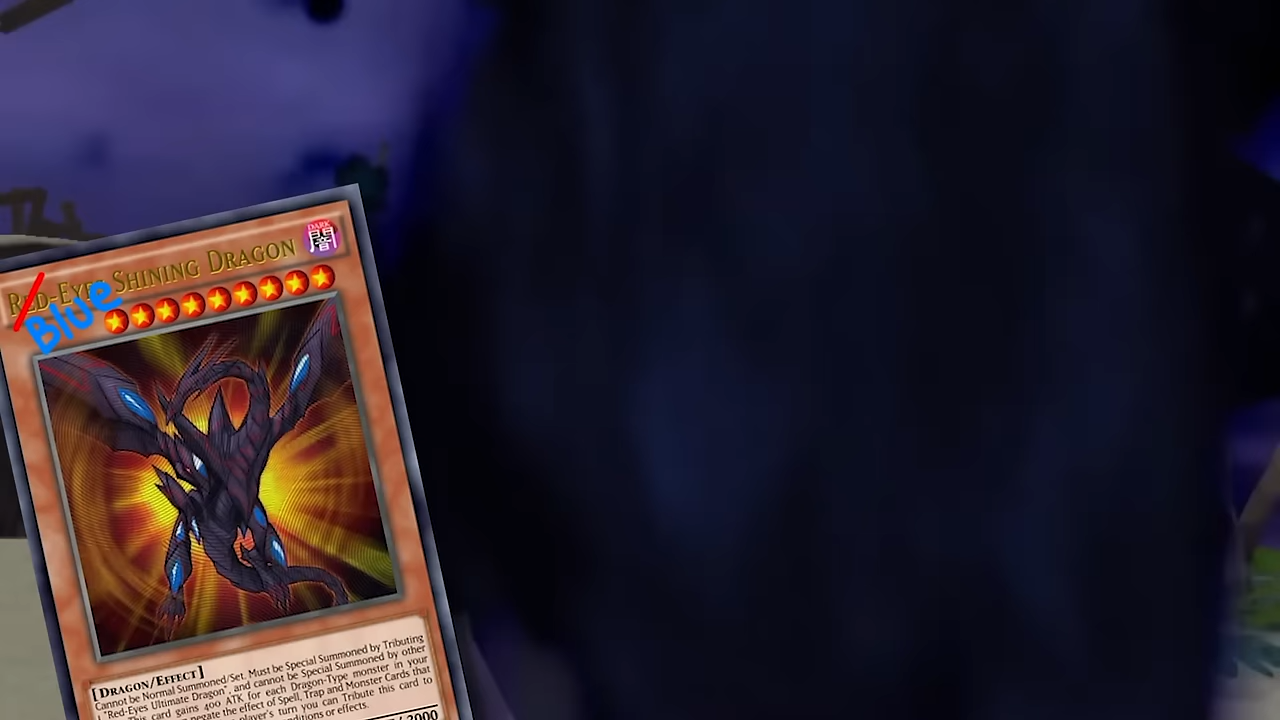 Red-Eyes Shining Dragon
DARK
闇
Blue
[Dragon/Effect]
Cannot be Normal Summoned/Set. Must be Special Summoned by Tributing
1 "Red-Eyes Ultimate Dragon", and cannot be Special Summoned by other
This card gains 400 ATK for each Dragon-Type monster in your
negate the effect of Spell, Trap and Monster Cards that
player's turn you can Tribute this card to
conditions or effects.
/3000